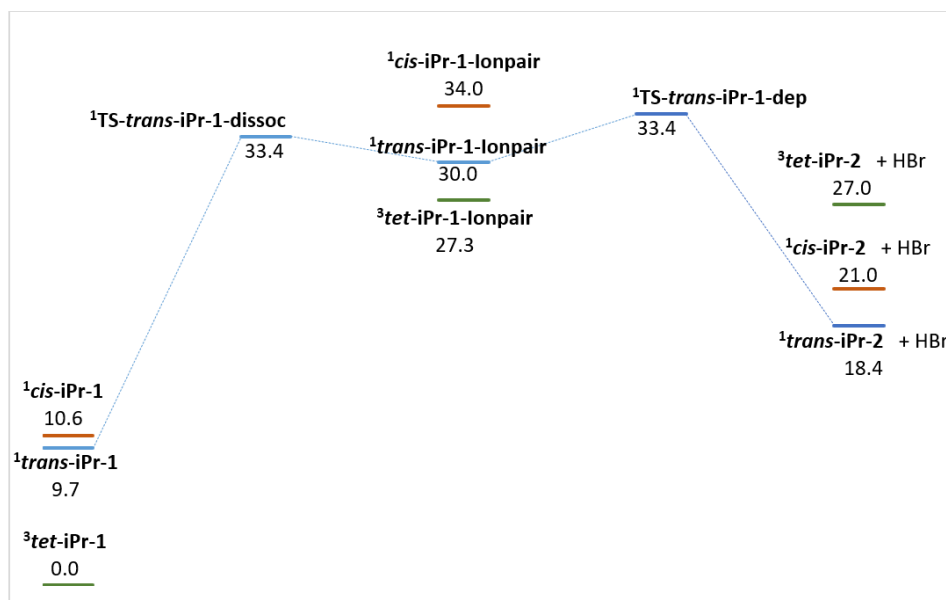 ¹cis-iPr-1-Ionpair
34.0
¹TS-trans-iPr-1-dissoc
33.4
¹trans-iPr-1-Ionpair
30.0
³tet-iPr-1-Ionpair
27.3
¹TS-trans-iPr-1-dep
33.4
³tet-iPr-2 + HBr
27.0
¹cis-iPr-2 + HBr
21.0
¹trans-iPr-2 + HBr
18.4
¹cis-iPr-1
10.6
¹trans-iPr-1
9.7
³tet-iPr-1
0.0